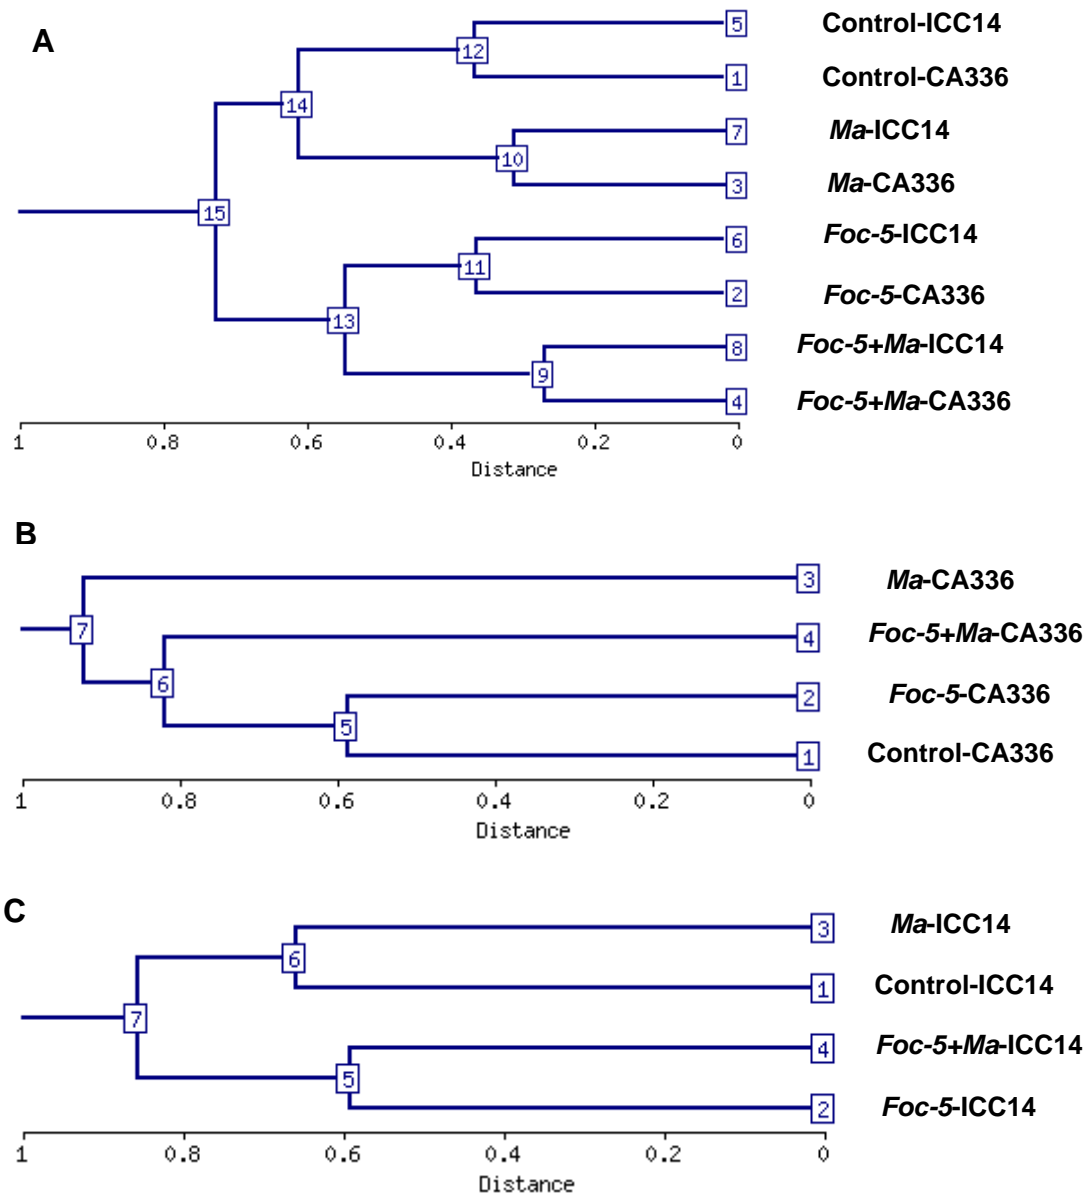 A
5 Control-ICC14
12
1 Control-CA336
14
7 Ma-ICC14
10
3 Ma-CA336
15
6 Foc-5-ICC14
11
2 Foc-5-CA336
13
8 Foc-5+Ma-ICC14
9
4 Foc-5+Ma-CA336
1 0.8 0.6 0.4 0.2 0
Distance
B
3 Ma-CA336
7
4 Foc-5+Ma-CA336
6
2 Foc-5-CA336
5
1 Control-CA336
1 0.8 0.6 0.4 0.2 0
Distance
C
3 Ma-ICC14
6
1 Control-ICC14
7
4 Foc-5+Ma-ICC14
5
2 Foc-5-ICC14
1 0.8 0.6 0.4 0.2 0
Distance